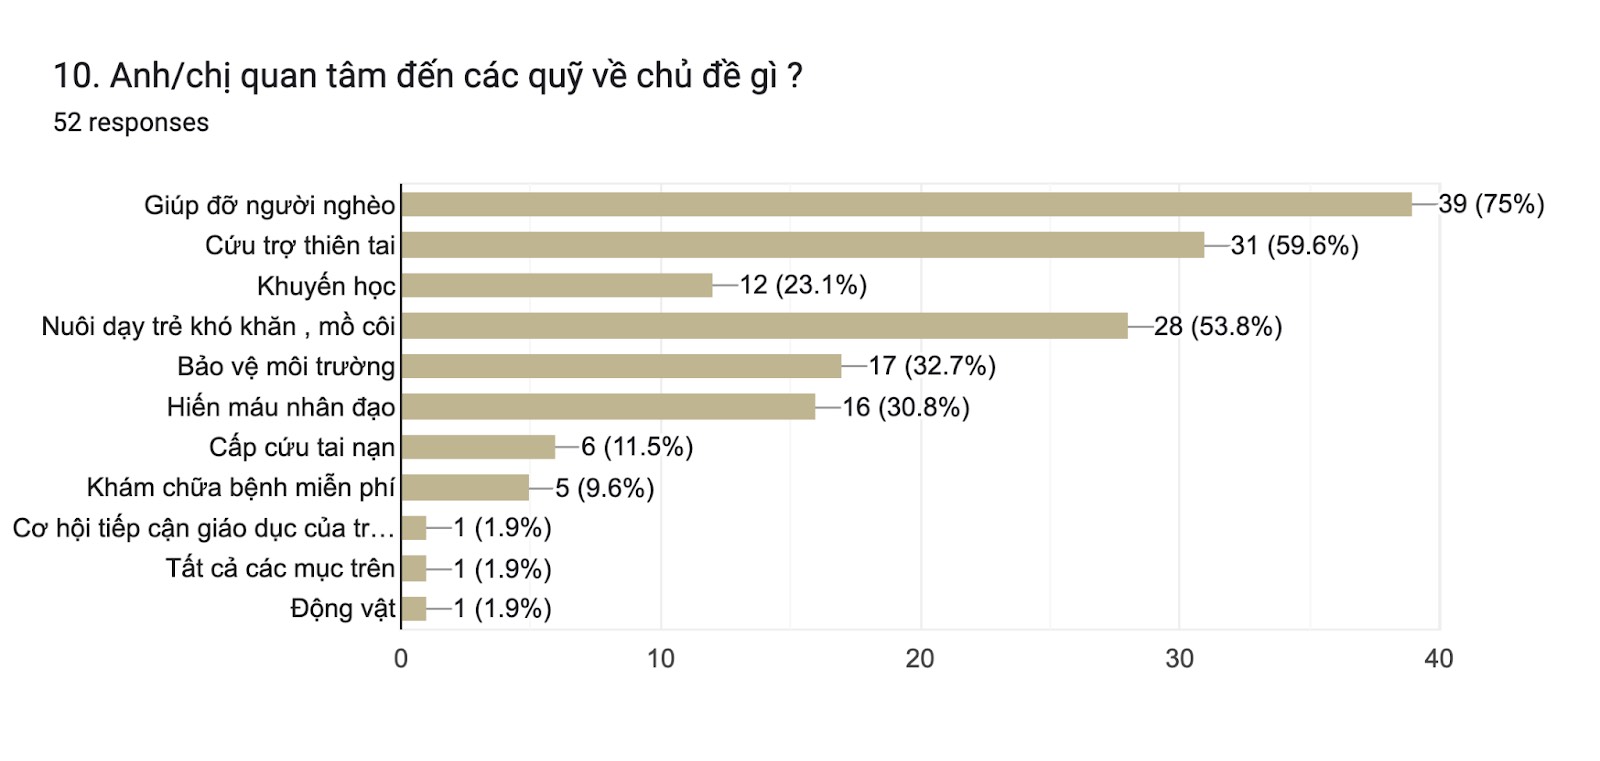 10. Anh/chị quan tâm đến các quỹ về chủ đề gì ?
52 responses
Giúp đỡ người nghèo 39 (75%)
Cứu trợ thiên tai 31 (59.6%)
Khuyến học 12 (23.1%)
Nuôi dạy trẻ khó khăn , mồ côi 28 (53.8%)
Bảo vệ môi trường 17 (32.7%)
Hiến máu nhân đạo 16 (30.8%)
Cấp cứu tai nạn 6 (11.5%)
Khám chữa bệnh miễn phí 5 (9.6%)
Cơ hội tiếp cận giáo dục của tr… 1 (1.9%)
Tất cả các mục trên 1 (1.9%)
Động vật 1 (1.9%)
0 10 20 30 40